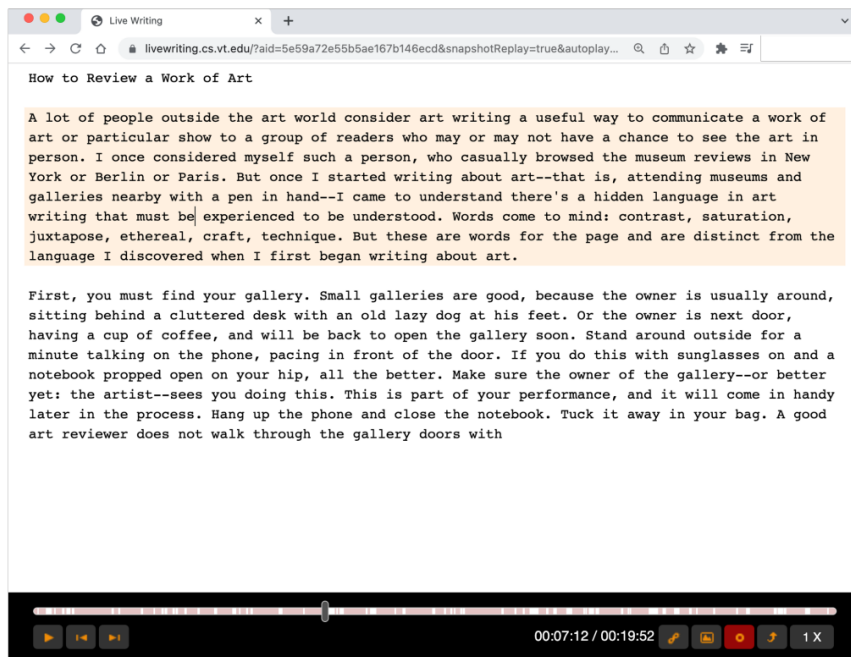 Live Writing
livewriting.cs.vt.edu/?aid=5e59a72e55b5ae167b146ecd&snapshotReplay=true&autoplay...
How to Review a Work of Art
A lot of people outside the art world consider art writing a useful way to communicate a work of
art or particular show to a group of readers who may or may not have a chance to see the art in
person. I once considered myself such a person, who casually browsed the museum reviews in New
York or Berlin or Paris. But once I started writing about art--that is, attending museums and
galleries nearby with a pen in hand--I came to understand there's a hidden language in art
writing that must be experienced to be understood. Words come to mind: contrast, saturation,
juxtapose, ethereal, craft, technique. But these are words for the page and are distinct from the
language I discovered when I first began writing about art.
First, you must find your gallery. Small galleries are good, because the owner is usually around,
sitting behind a cluttered desk with an old lazy dog at his feet. Or the owner is next door,
having a cup of coffee, and will be back to open the gallery soon. Stand around outside for a
minute talking on the phone, pacing in front of the door. If you do this with sunglasses on and a
notebook propped open on your hip, all the better. Make sure the owner of the gallery--or better
yet: the artist--sees you doing this. This is part of your performance, and it will come in handy
later in the process. Hang up the phone and close the notebook. Tuck it away in your bag. A good
art reviewer does not walk through the gallery doors with
00:07:12 / 00:19:52
1 X